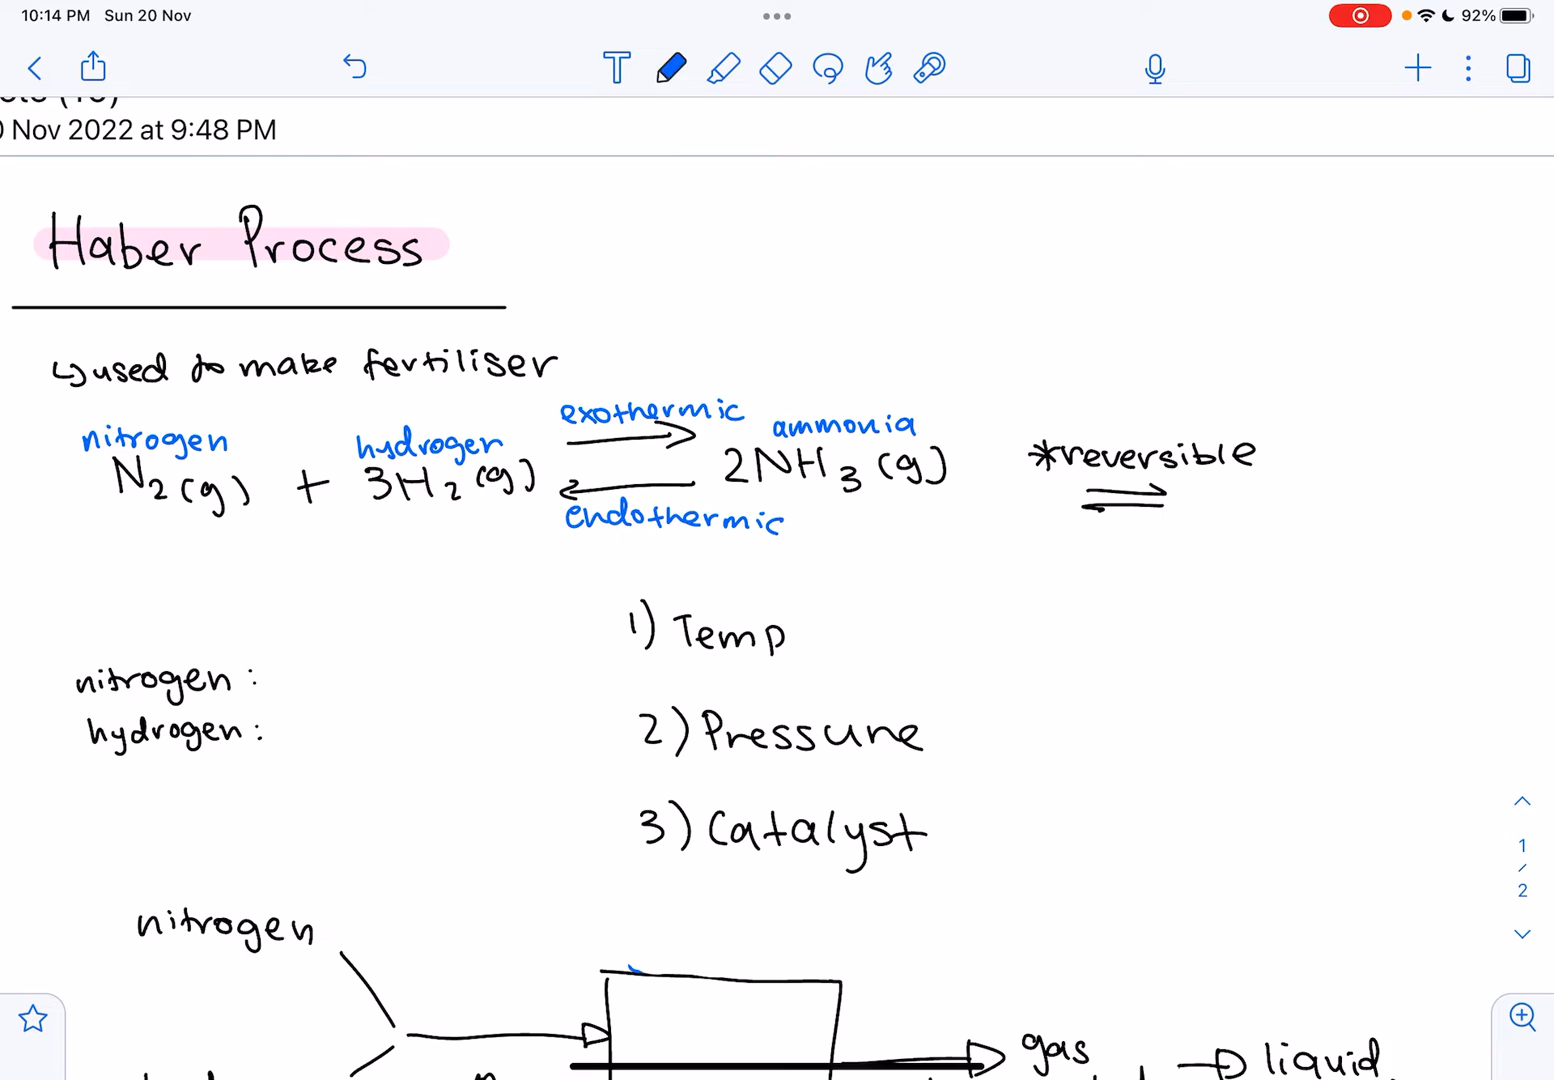 10:14 PM Sun 20 Nov
92%
0 Nov 2022 at 9:48 PM
Haber Process
↳ used to make fertiliser
exothermic
nitrogen hydrogen ammonia
N₂(g) + 3H₂(g) ⇌ 2NH₃(g) *reversible
⇌
endothermic
1) Temp
nitrogen :
hydrogen :
2) Pressure
3) Catalyst
1
/
2
nitrogen
gas → liquid